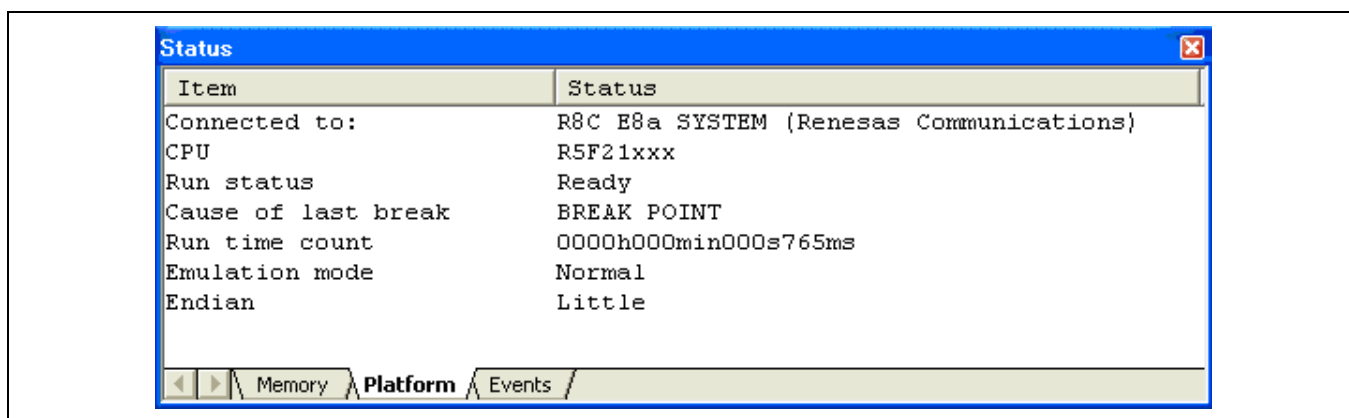 Status
Item Status
Connected to: R8C E8a SYSTEM (Renesas Communications)
CPU R5F21xxx
Run status Ready
Cause of last break BREAK POINT
Run time count 0000h000min000s765ms
Emulation mode Normal
Endian Little
Memory Platform Events